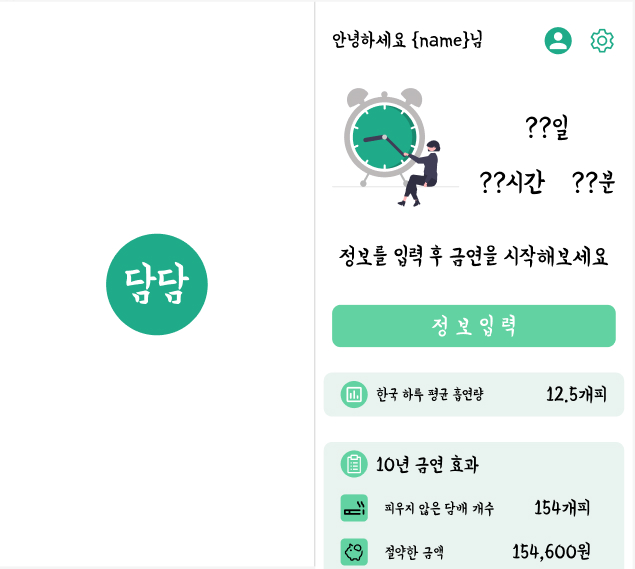 담담
안녕하세요 {name}님
??일
??시간 ??분
정보를 입력 후 금연을 시작해보세요
정 보 입 력
한국 하루 평균 흡연량 12.5개피
10년 금연 효과
피우지 않은 담배 개수 154개피
절약한 금액 154,600원